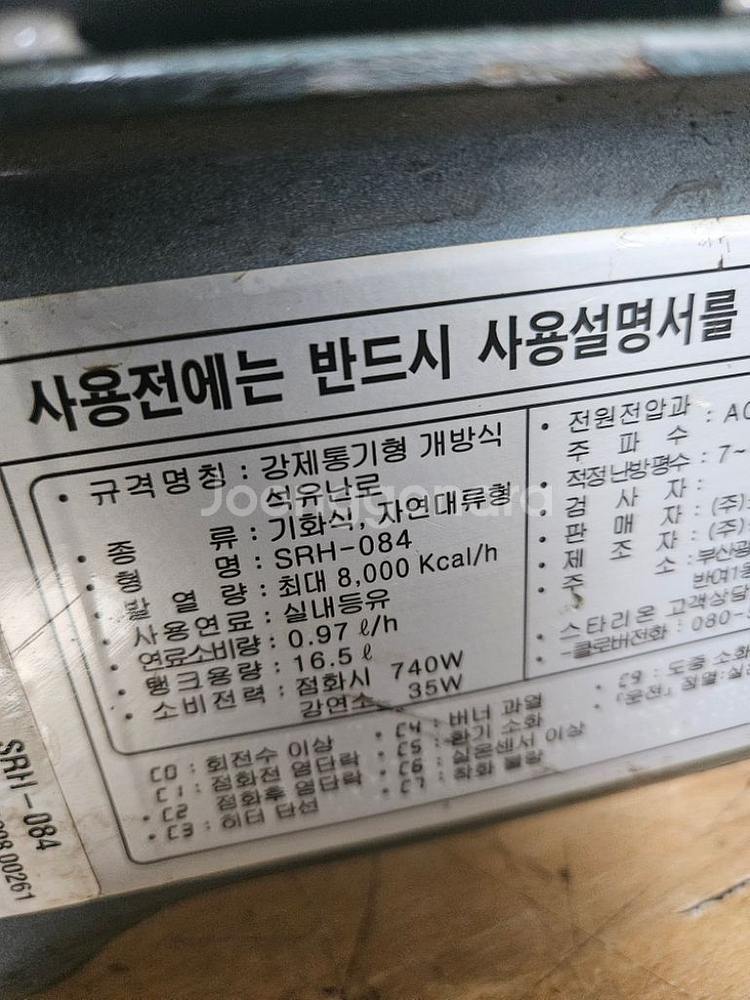 사용전에는 반드시 사용설명서를
· 규격명칭 : 강제통기형 개방식
석유난로
· 종 류 : 기화식, 자연대류형
· 형 명 : SRH-084
· 발 열 량 : 최대 8,000 Kcal/h
· 사용연료 : 실내등유
· 연료소비량 : 0.97 ℓ/h
· 탱크용량 : 16.5 ℓ
· 소비전력 : 점화시 740W
강연소 35W
· 전원전압과 : AC
주 파 수
· 적정난방평수 : 7~
· 검 사 자 :
· 판 매 자 : (주)
· 제 조 자 : (주)
· 주 소 : 부산광
반여1동
· 스타리온 고객상담
-클로버전화 : 080-
· C0 : 회전수 이상
· C1 : 점화전 염단락
· C2 점화후 염단락
· C3 : 히터 단선
· C4 : 버너 과열
· C5 : 환기 소화
· C6 : 실온센서 이상
· C7 : 착화 불량
· C9 : 도중 소화
SRH-084
00261
Joonggonara